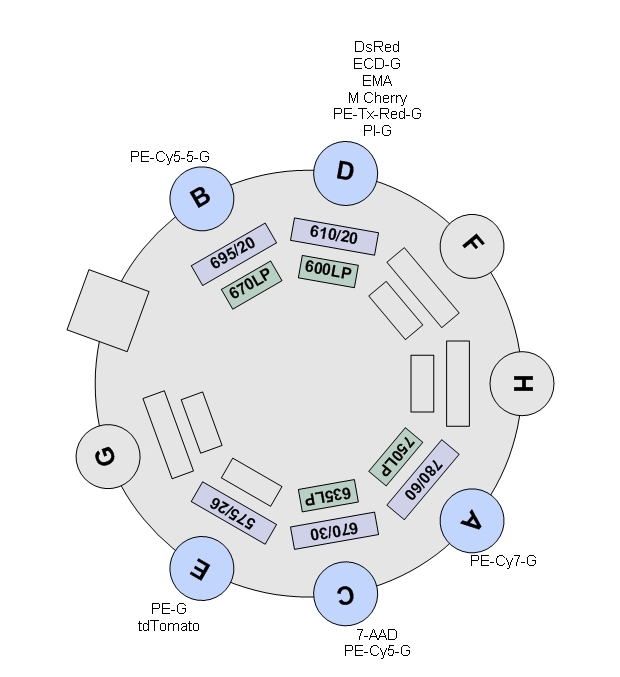 DsRed
ECD-G
EMA
M Cherry
PE-Tx-Red-G
PI-G
PE-Cy5-5-G
D
B
610/20
695/20
600LP
670LP
F
H
G
750LP
780/60
635LP
670/30
575/26
A
PE-Cy7-G
E
PE-G
tdTomato
C
7-AAD
PE-Cy5-G